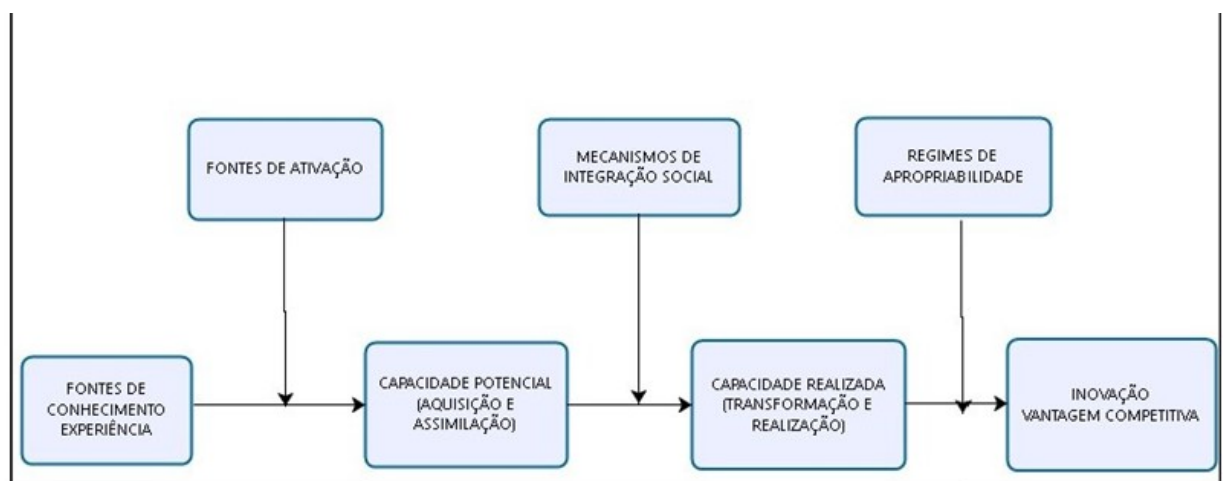 FONTES DE ATIVAÇÃO
MECANISMOS DE
INTEGRAÇÃO SOCIAL
REGIMES DE
APROPRIABILIDADE
FONTES DE
CONHECIMENTO
EXPERIÊNCIA
CAPACIDADE POTENCIAL
(AQUISIÇÃO E
ASSIMILAÇÃO)
CAPACIDADE REALIZADA
(TRANSFORMAÇÃO E
REALIZAÇÃO)
INOVAÇÃO
VANTAGEM COMPETITIVA